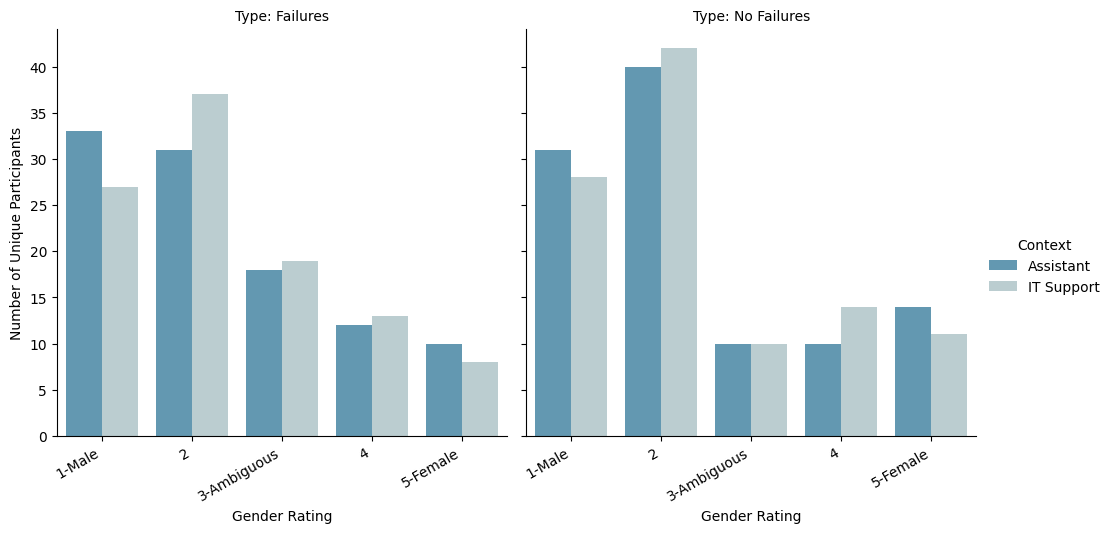 Type: Failures
Type: No Failures
Number of Unique Participants
40
35
30
25
20
15
10
5
0
1-Male
2
3-Ambiguous
4
5-Female
Gender Rating
1-Male
2
3-Ambiguous
4
5-Female
Gender Rating
Context
Assistant
IT Support